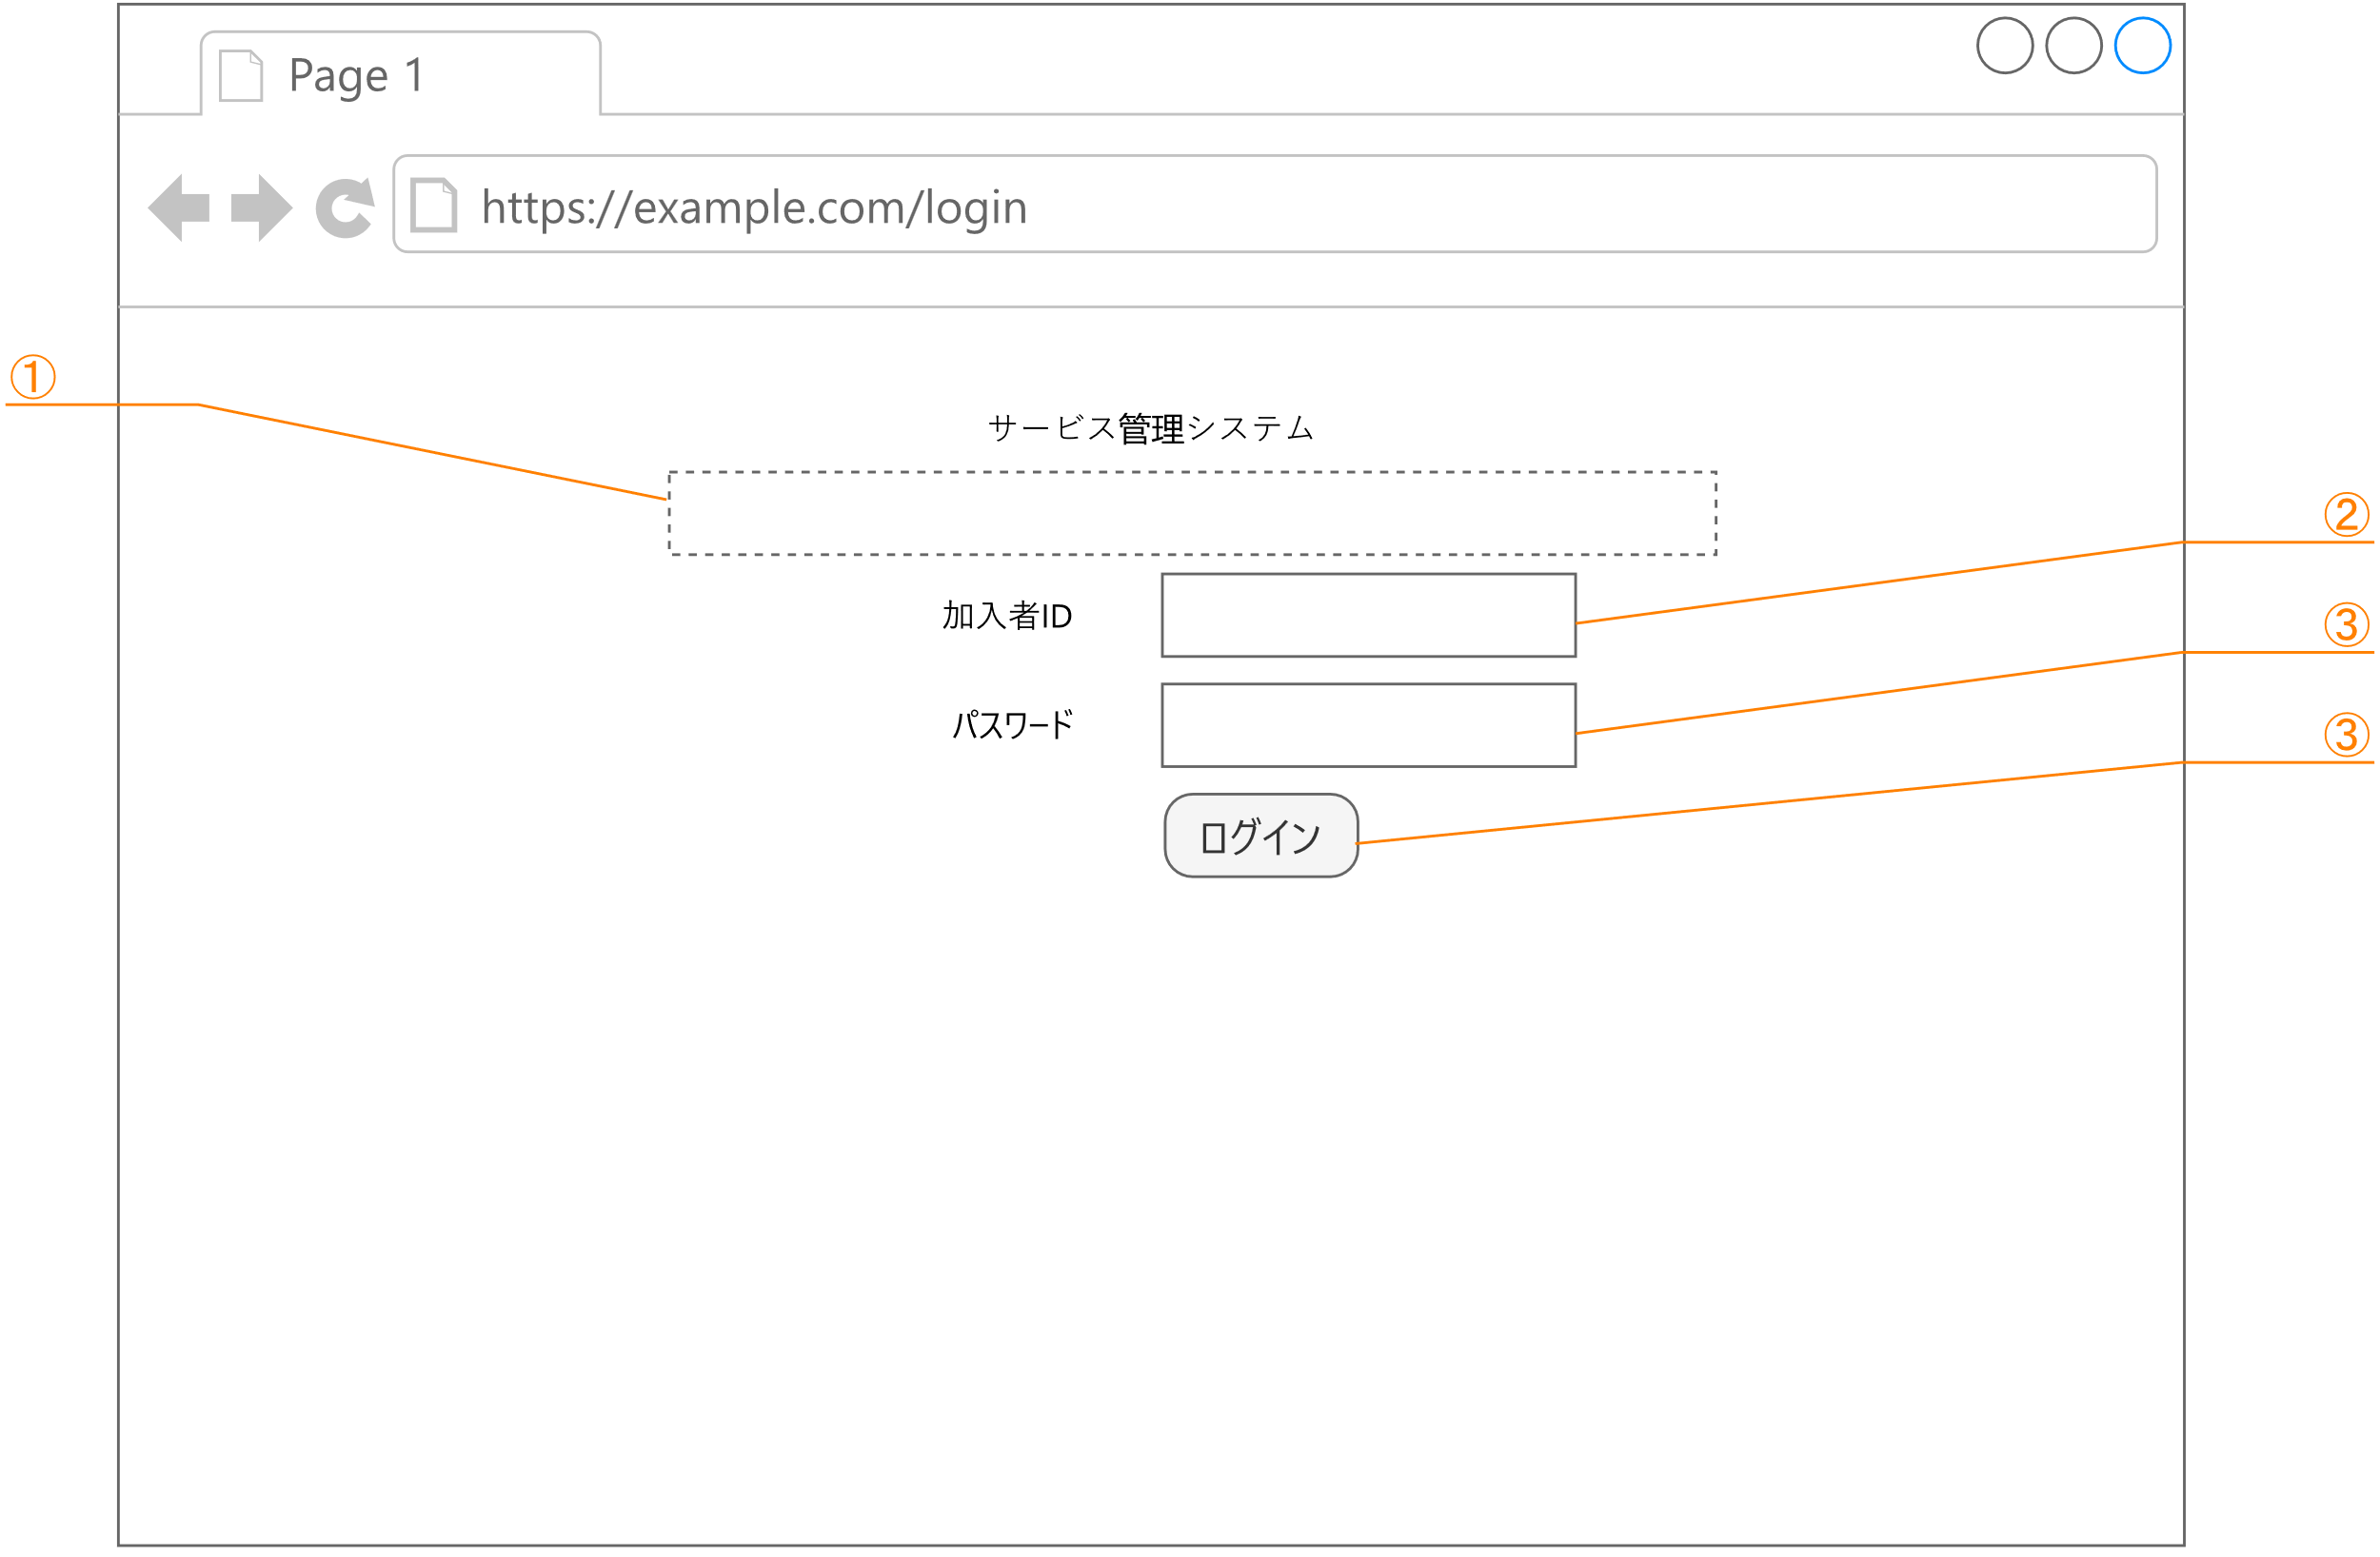 Page 1
https://example.com/login
①
サービス管理システム
②
加入者ID
③
パスワード
③
ログイン